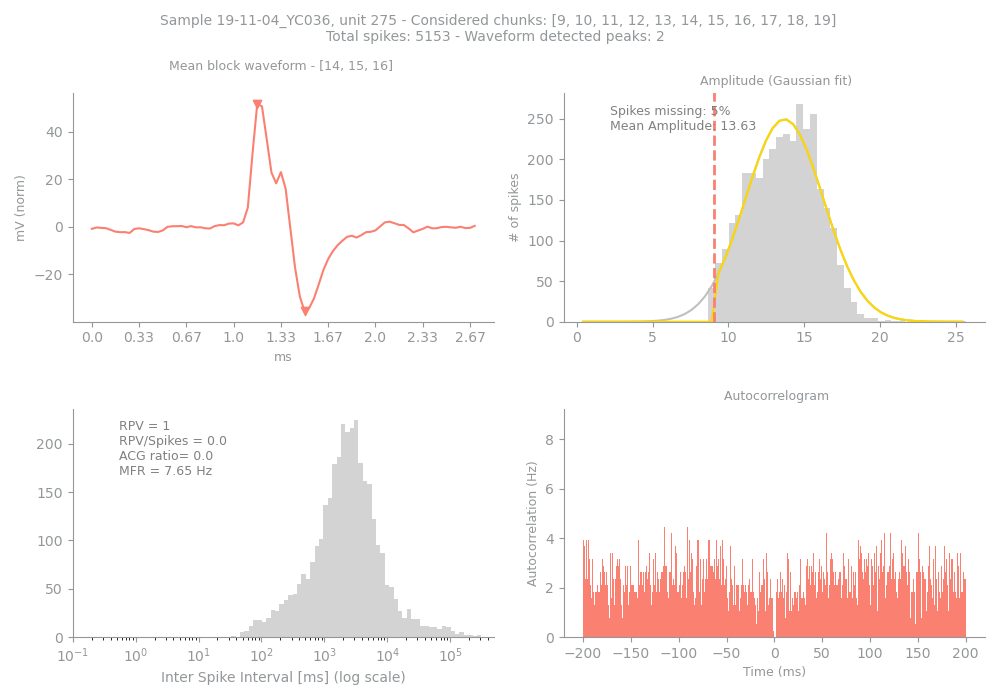 Sample 19-11-04_YC036, unit 275 - Considered chunks: [9, 10, 11, 12, 13, 14, 15, 16, 17, 18, 19]
Total spikes: 5153 - Waveform detected peaks: 2
Mean block waveform - [14, 15, 16]
mV (norm)
40
20
0
−20
0.0 0.33 0.67 1.0 1.33 1.67 2.0 2.33 2.67
ms
Amplitude (Gaussian fit)
Spikes missing: 5%
Mean Amplitude: 13.63
# of spikes
250
200
150
100
50
0
0 5 10 15 20 25
RPV = 1
RPV/Spikes = 0.0
ACG ratio= 0.0
MFR = 7.65 Hz
200
150
100
50
0
10⁻¹ 10⁰ 10¹ 10² 10³ 10⁴ 10⁵
Inter Spike Interval [ms] (log scale)
Autocorrelogram
Autocorrelation (Hz)
8
6
4
2
0
−200 −150 −100 −50 0 50 100 150 200
Time (ms)